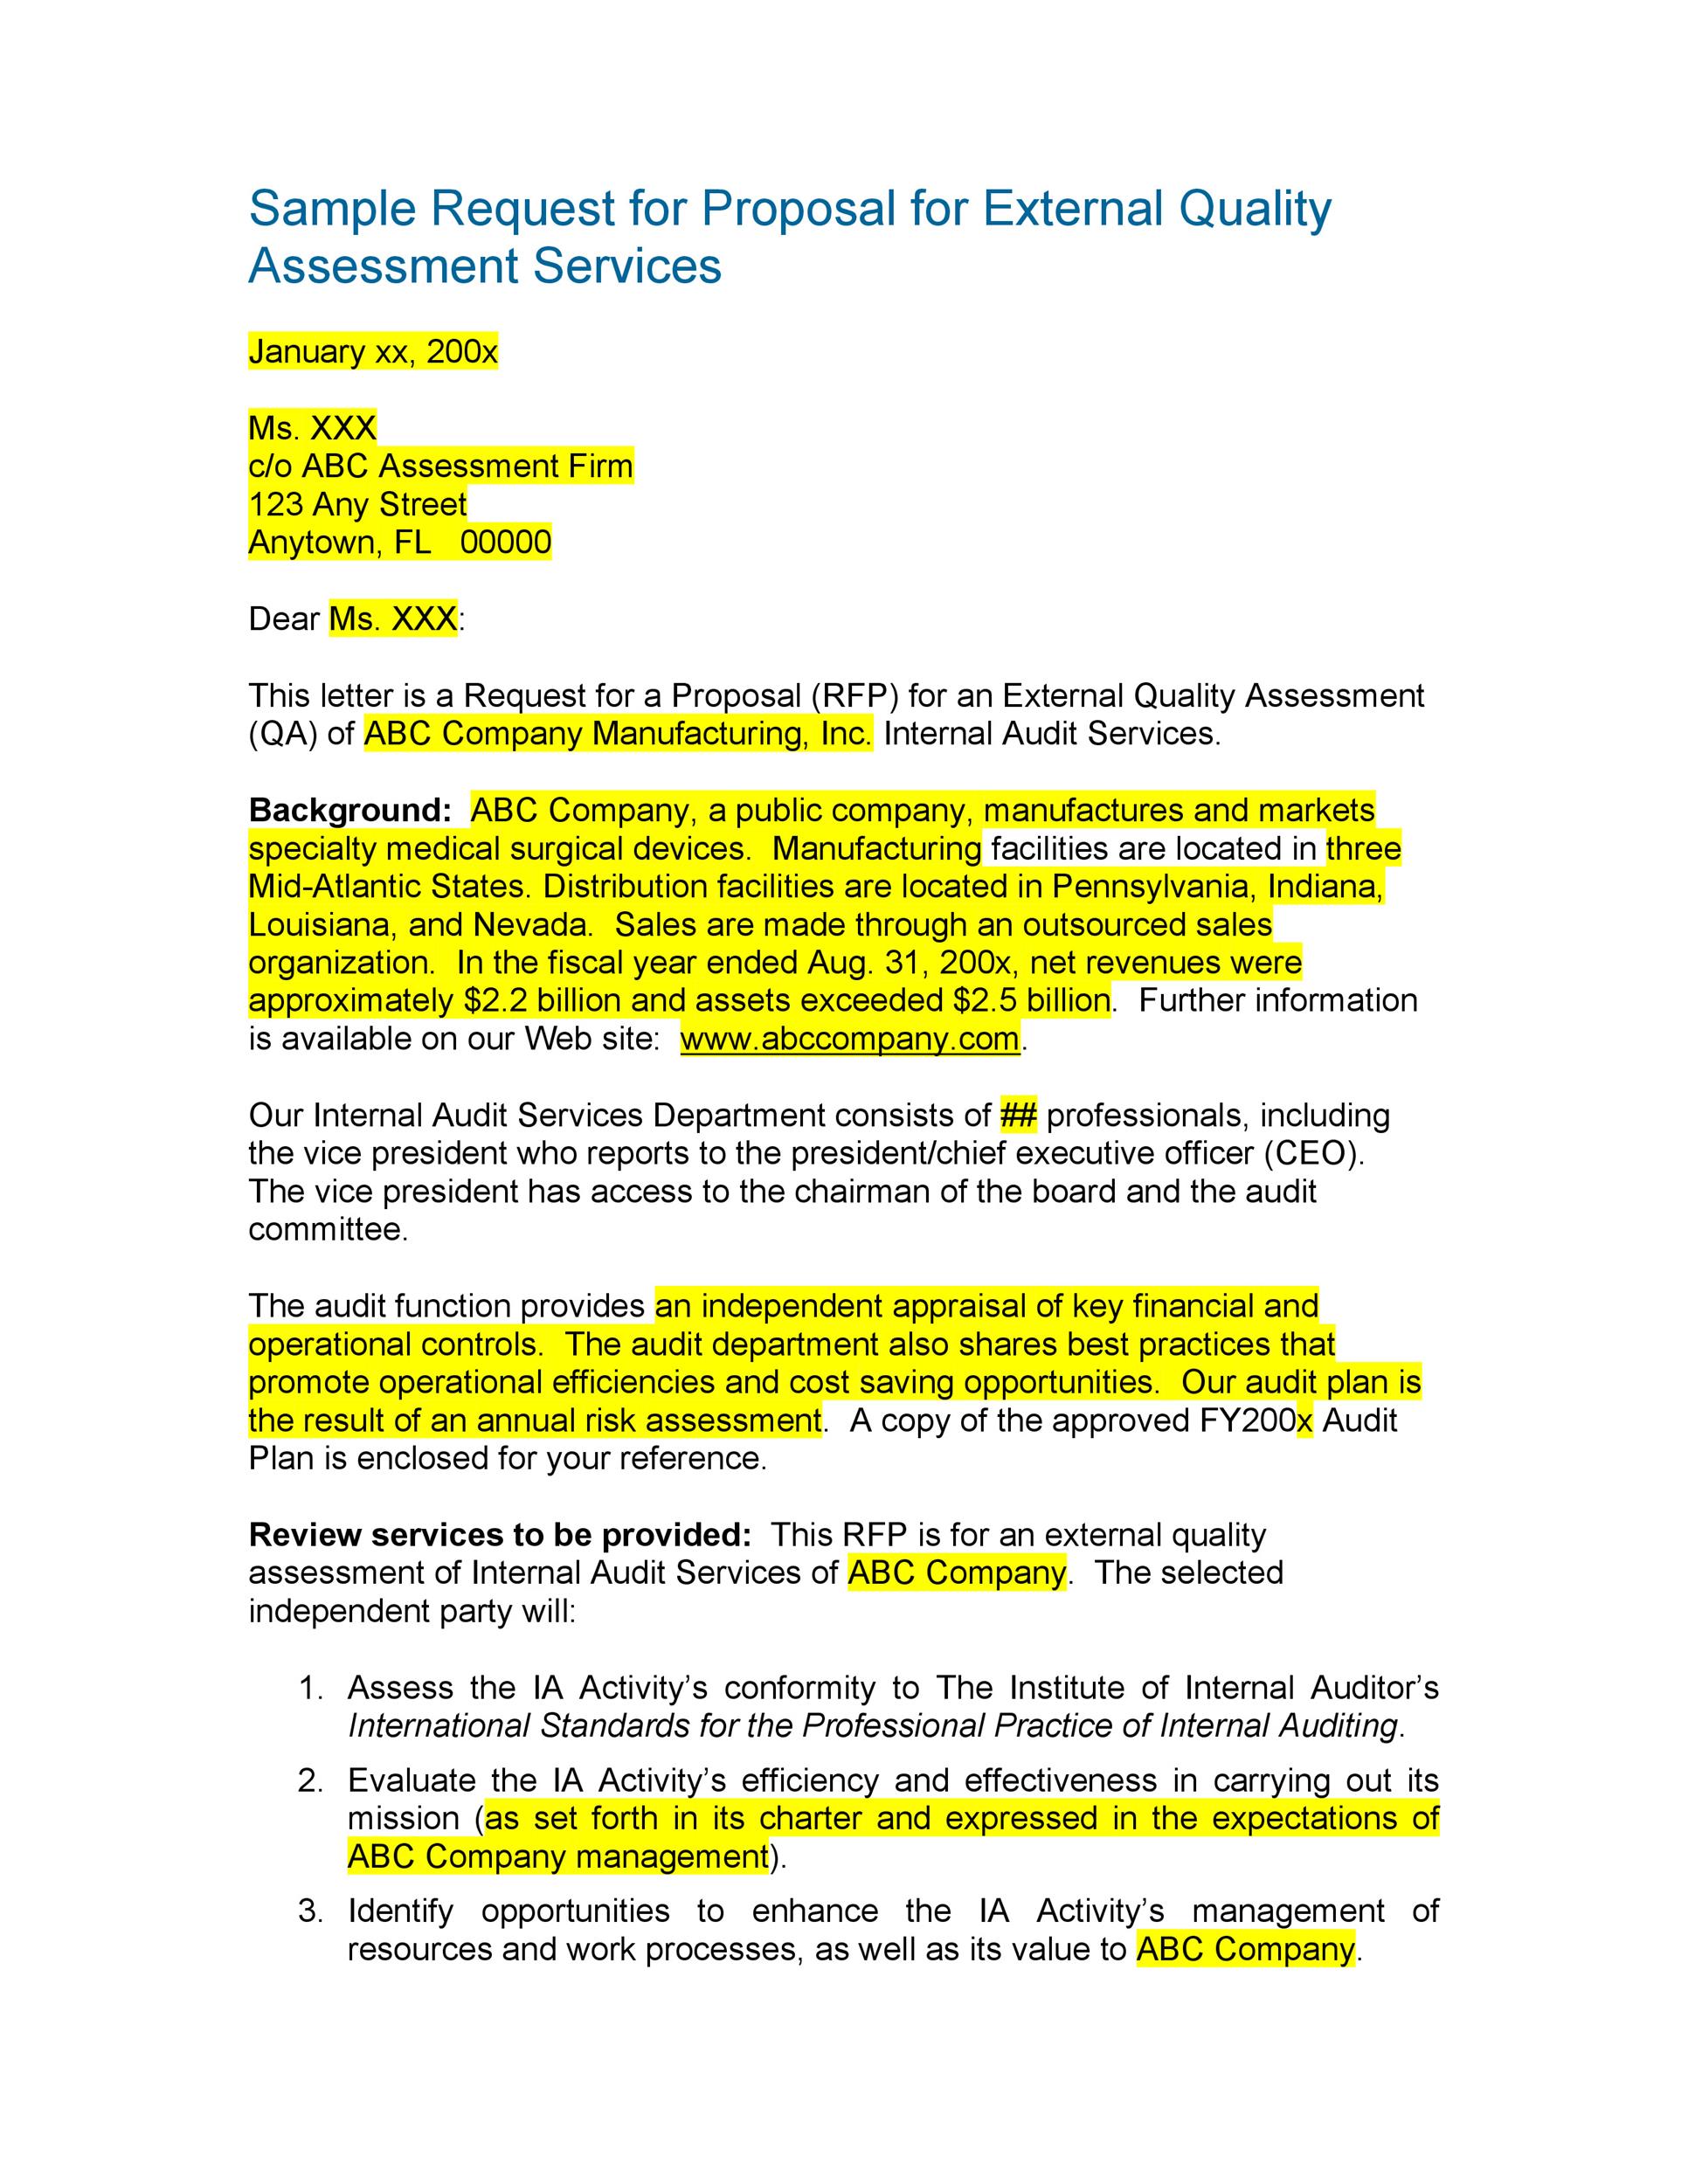 Sample Request for Proposal for External Quality
Assessment Services
January xx, 200x
Ms. XXX
c/o ABC Assessment Firm
123 Any Street
Anytown, FL   00000
Dear Ms. XXX:
This letter is a Request for a Proposal (RFP) for an External Quality Assessment
(QA) of ABC Company Manufacturing, Inc. Internal Audit Services.
Background:  ABC Company, a public company, manufactures and markets
specialty medical surgical devices.  Manufacturing facilities are located in three
Mid-Atlantic States. Distribution facilities are located in Pennsylvania, Indiana,
Louisiana, and Nevada.  Sales are made through an outsourced sales
organization.  In the fiscal year ended Aug. 31, 200x, net revenues were
approximately $2.2 billion and assets exceeded $2.5 billion.  Further information
is available on our Web site:  www.abccompany.com.
Our Internal Audit Services Department consists of ## professionals, including
the vice president who reports to the president/chief executive officer (CEO).
The vice president has access to the chairman of the board and the audit
committee.
The audit function provides an independent appraisal of key financial and
operational controls.  The audit department also shares best practices that
promote operational efficiencies and cost saving opportunities.  Our audit plan is
the result of an annual risk assessment.  A copy of the approved FY200x Audit
Plan is enclosed for your reference.
Review services to be provided:  This RFP is for an external quality
assessment of Internal Audit Services of ABC Company.  The selected
independent party will:
1. Assess the IA Activity’s conformity to The Institute of Internal Auditor’s
International Standards for the Professional Practice of Internal Auditing.
2. Evaluate the IA Activity’s efficiency and effectiveness in carrying out its
mission (as set forth in its charter and expressed in the expectations of
ABC Company management).
3. Identify opportunities to enhance the IA Activity’s management of
resources and work processes, as well as its value to ABC Company.